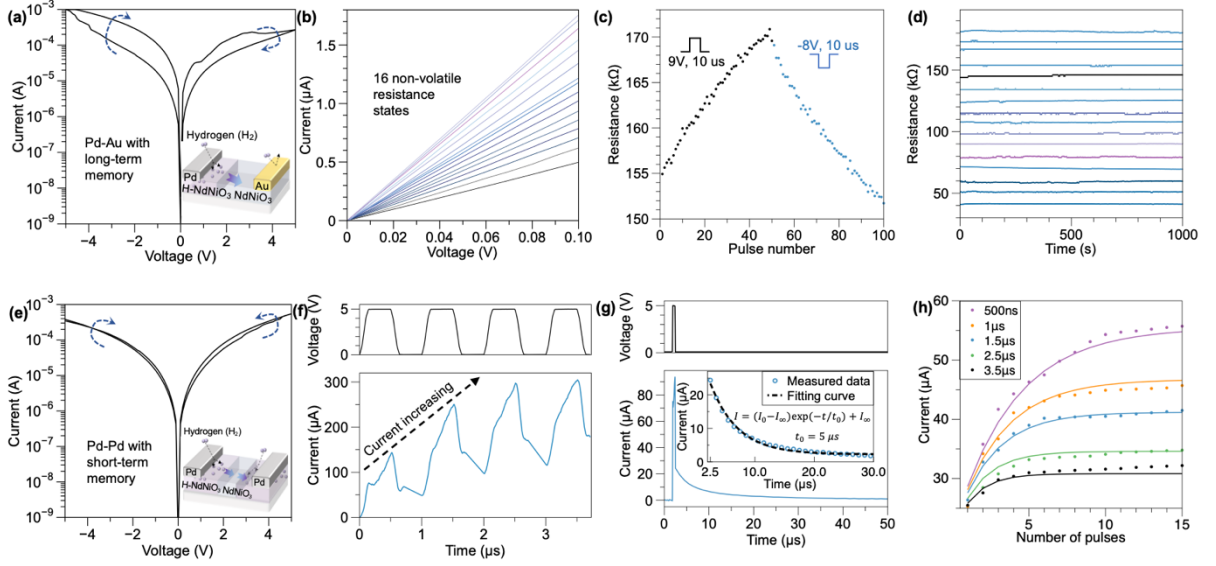 (a)
Current (A)
10⁻³
10⁻⁴
10⁻⁵
10⁻⁶
10⁻⁷
10⁻⁸
10⁻⁹
Pd-Au with
long-term
memory
Hydrogen (H₂)
Pd
Au
H-NdNiO₃
NdNiO₃
−4 −2 0 2 4
Voltage (V)
(b)
Current (µA)
1.5
1.0
0.5
0
16 non-volatile
resistance
states
0 0.02 0.04 0.06 0.08 0.10
Voltage (V)
(c)
Resistance (kΩ)
170
165
160
155
150
9V, 10 us
-8V, 10 us
0 20 40 60 80 100
Pulse number
(d)
Resistance (kΩ)
150
100
50
0 500 1000
Time (s)
(e)
Current (A)
10⁻³
10⁻⁴
10⁻⁵
10⁻⁶
10⁻⁷
10⁻⁸
10⁻⁹
Pd-Pd with
short-term
memory
Hydrogen (H₂)
Pd
Pd
H-NdNiO₃
NdNiO₃
−4 −2 0 2 4
Voltage (V)
(f)
Voltage (V)
5
0
Current (µA)
300
200
100
0
Current increasing
0 1 2 3
Time (µs)
(g)
Voltage (V)
5
0
Current (µA)
80
60
40
20
0
Current (µA)
20
10
0
Measured data
Fitting curve
I = (I₀−I∞)exp(−t/t₀) + I∞
t₀ = 5 µs
2.5 10.0 20.0 30.0
Time (µs)
0 10 20 30 40 50
Time (µs)
(h)
Current (µA)
60
50
40
30
500ns
1µs
1.5µs
2.5µs
3.5µs
0 5 10 15
Number of pulses